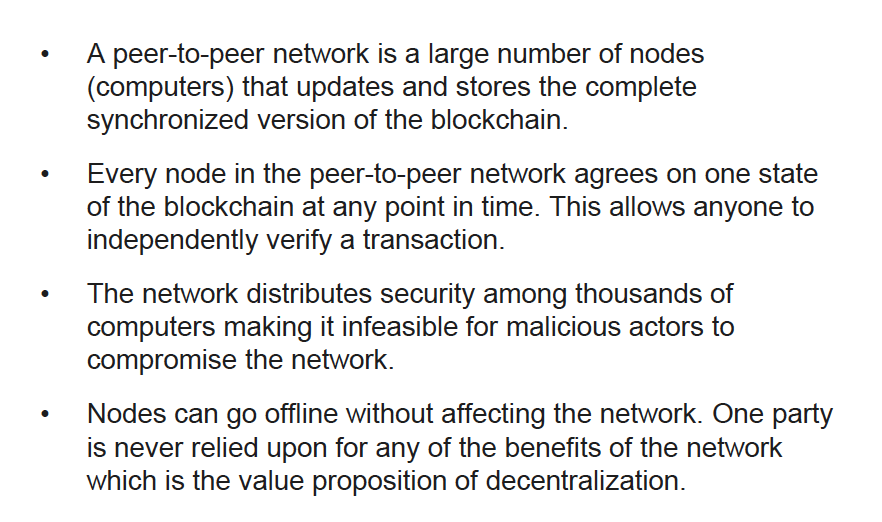 • A peer-to-peer network is a large number of nodes
(computers) that updates and stores the complete
synchronized version of the blockchain.
• Every node in the peer-to-peer network agrees on one state
of the blockchain at any point in time. This allows anyone to
independently verify a transaction.
• The network distributes security among thousands of
computers making it infeasible for malicious actors to
compromise the network.
• Nodes can go offline without affecting the network. One party
is never relied upon for any of the benefits of the network
which is the value proposition of decentralization.